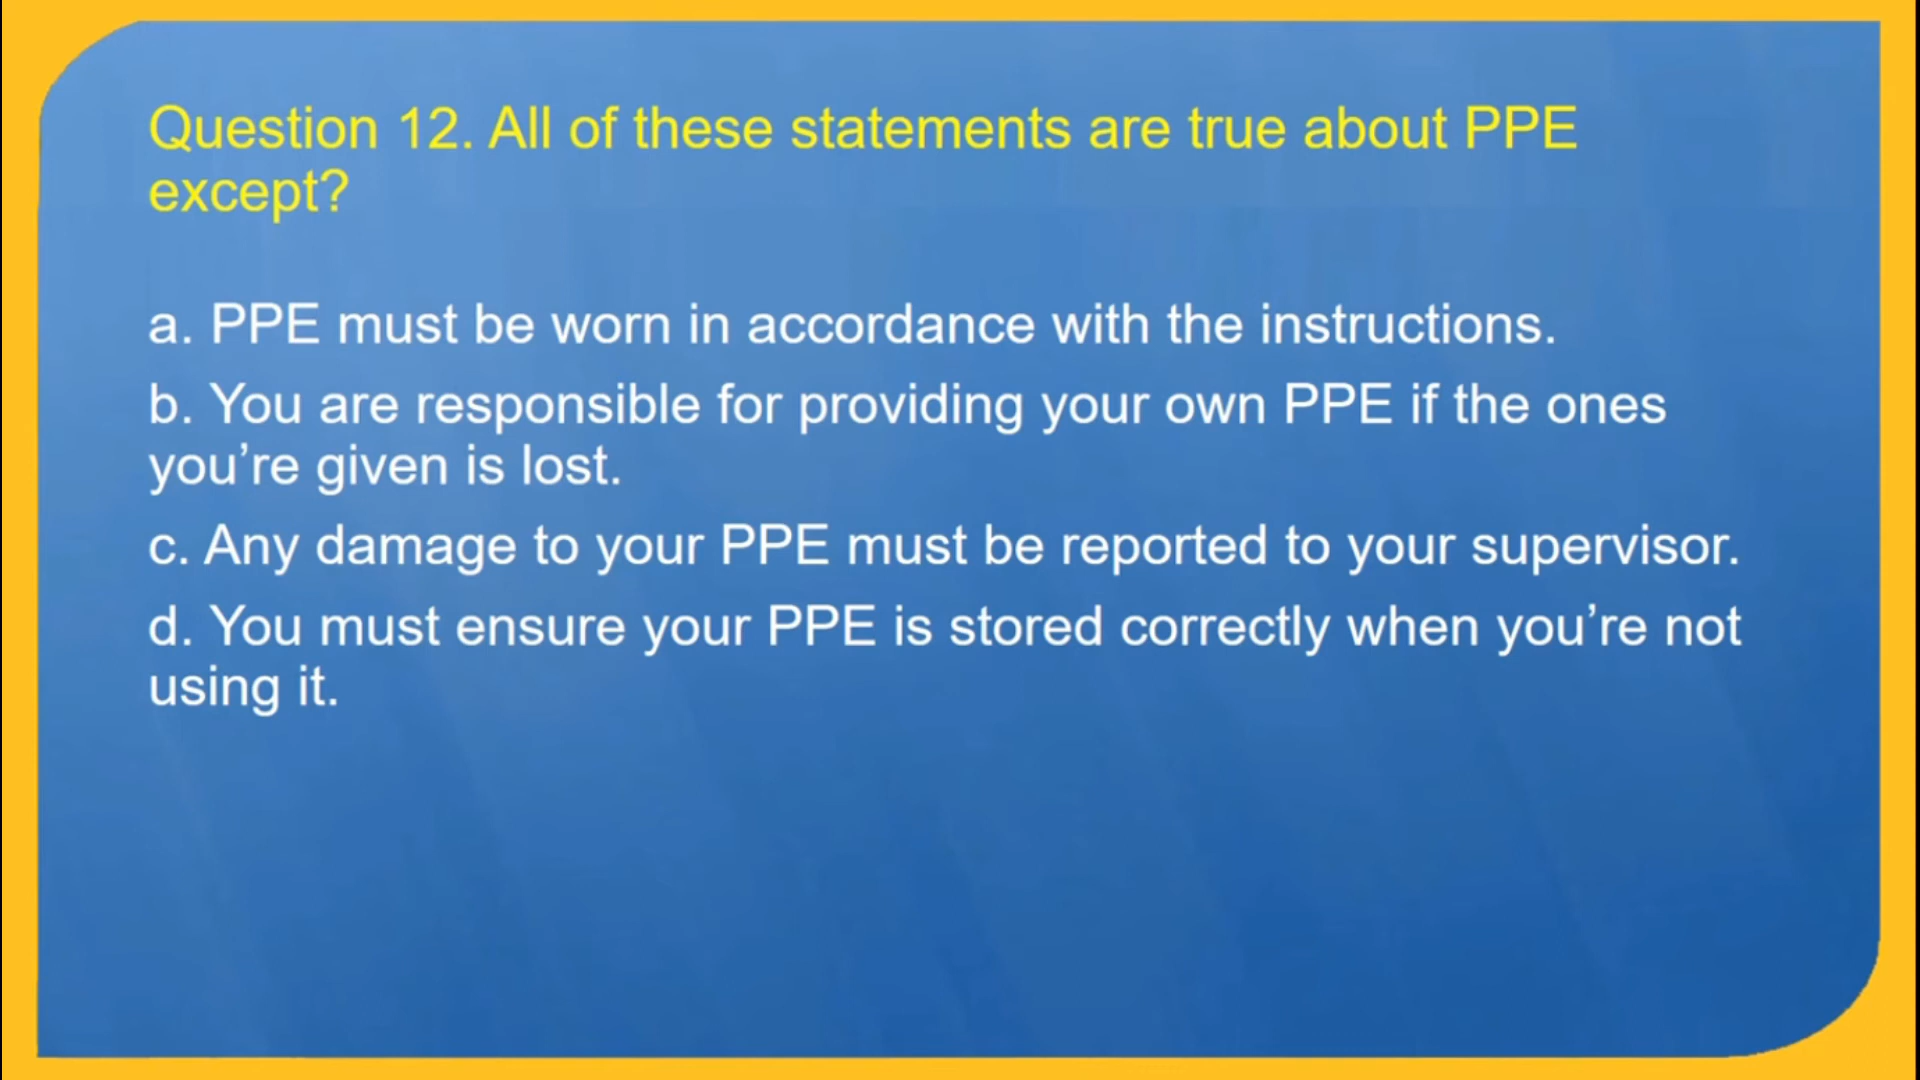 Question 12. All of these statements are true about PPE
except?
a. PPE must be worn in accordance with the instructions.
b. You are responsible for providing your own PPE if the ones
you’re given is lost.
c. Any damage to your PPE must be reported to your supervisor.
d. You must ensure your PPE is stored correctly when you’re not
using it.